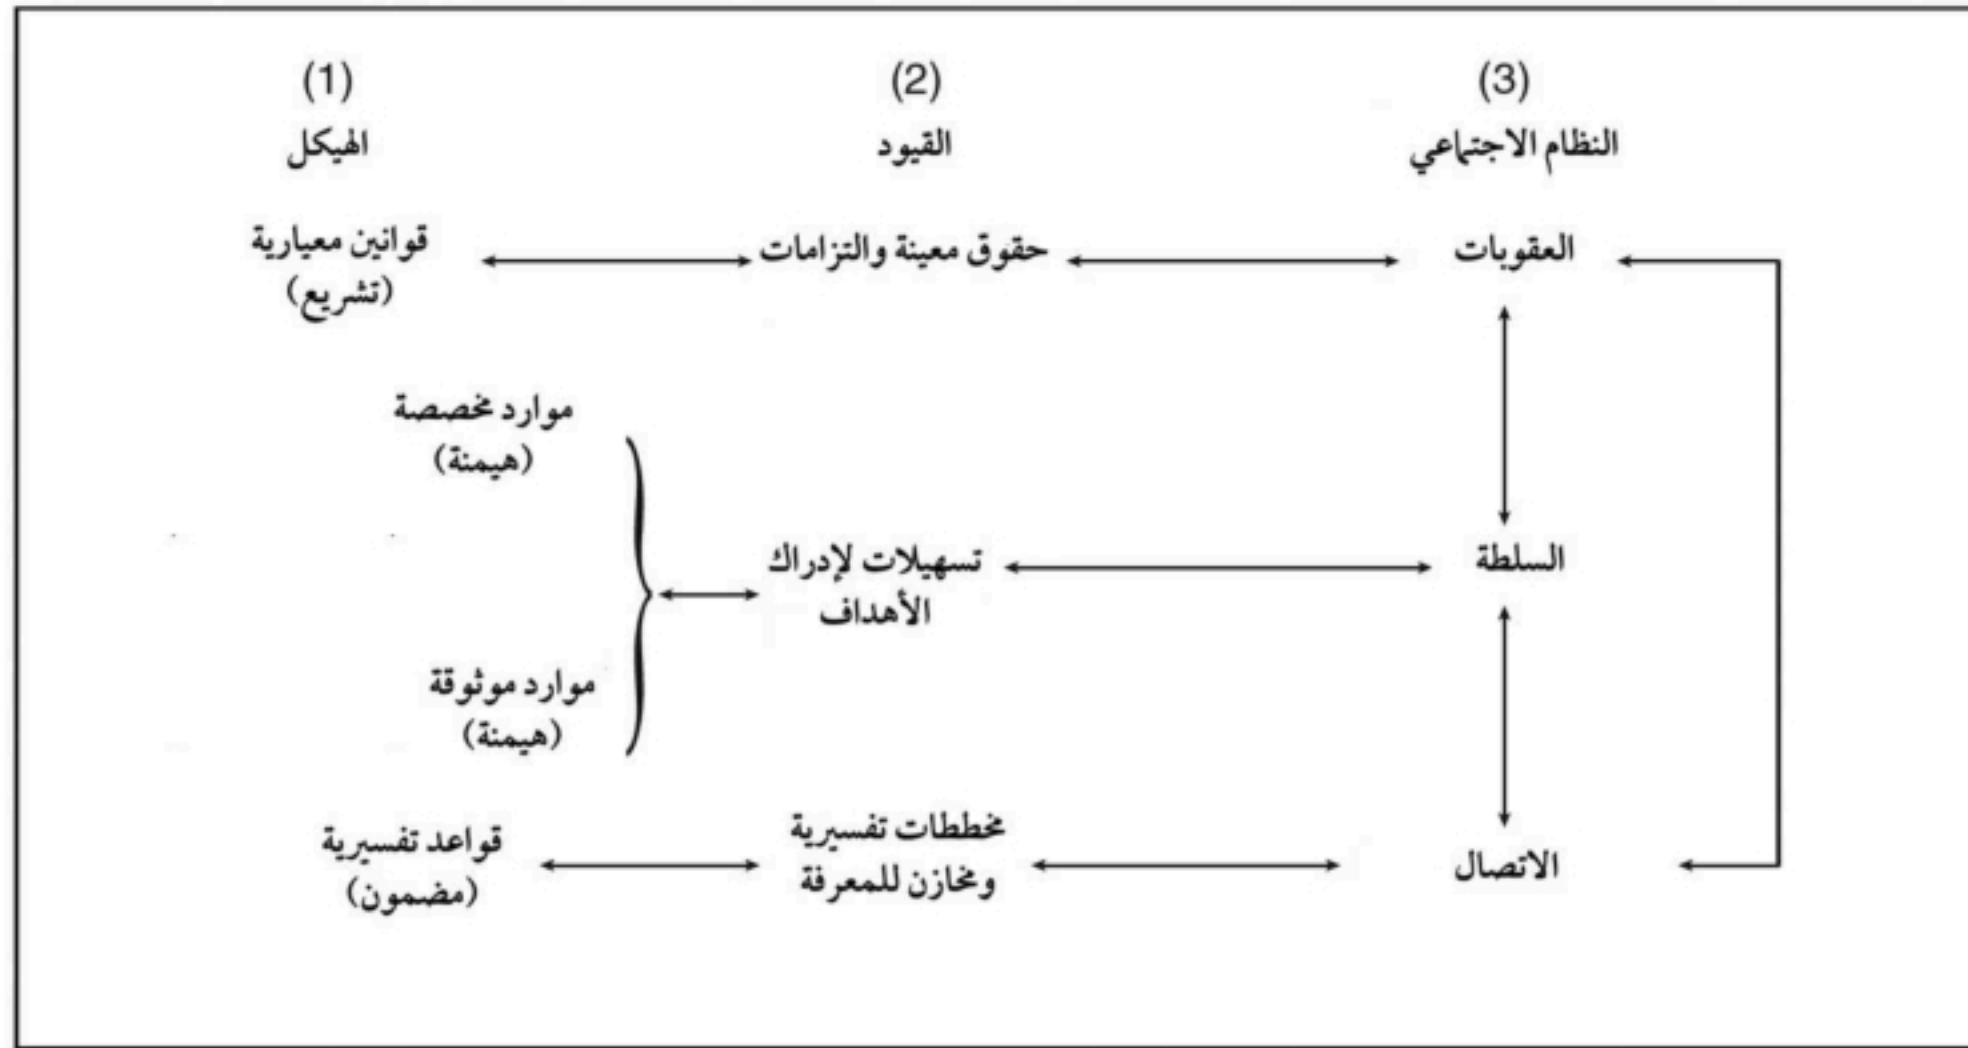 (1)
الهيكل
(2)
القيود
(3)
النظام الاجتماعي
قوانين معيارية
(تشريع)
حقوق معينة والتزامات
العقوبات
موارد مخصصة
(هيمنة)
تسهيلات لإدراك
الأهداف
السلطة
موارد موثوقة
(هيمنة)
قواعد تفسيرية
(مضمون)
مخططات تفسيرية
ومخازن للمعرفة
الاتصال